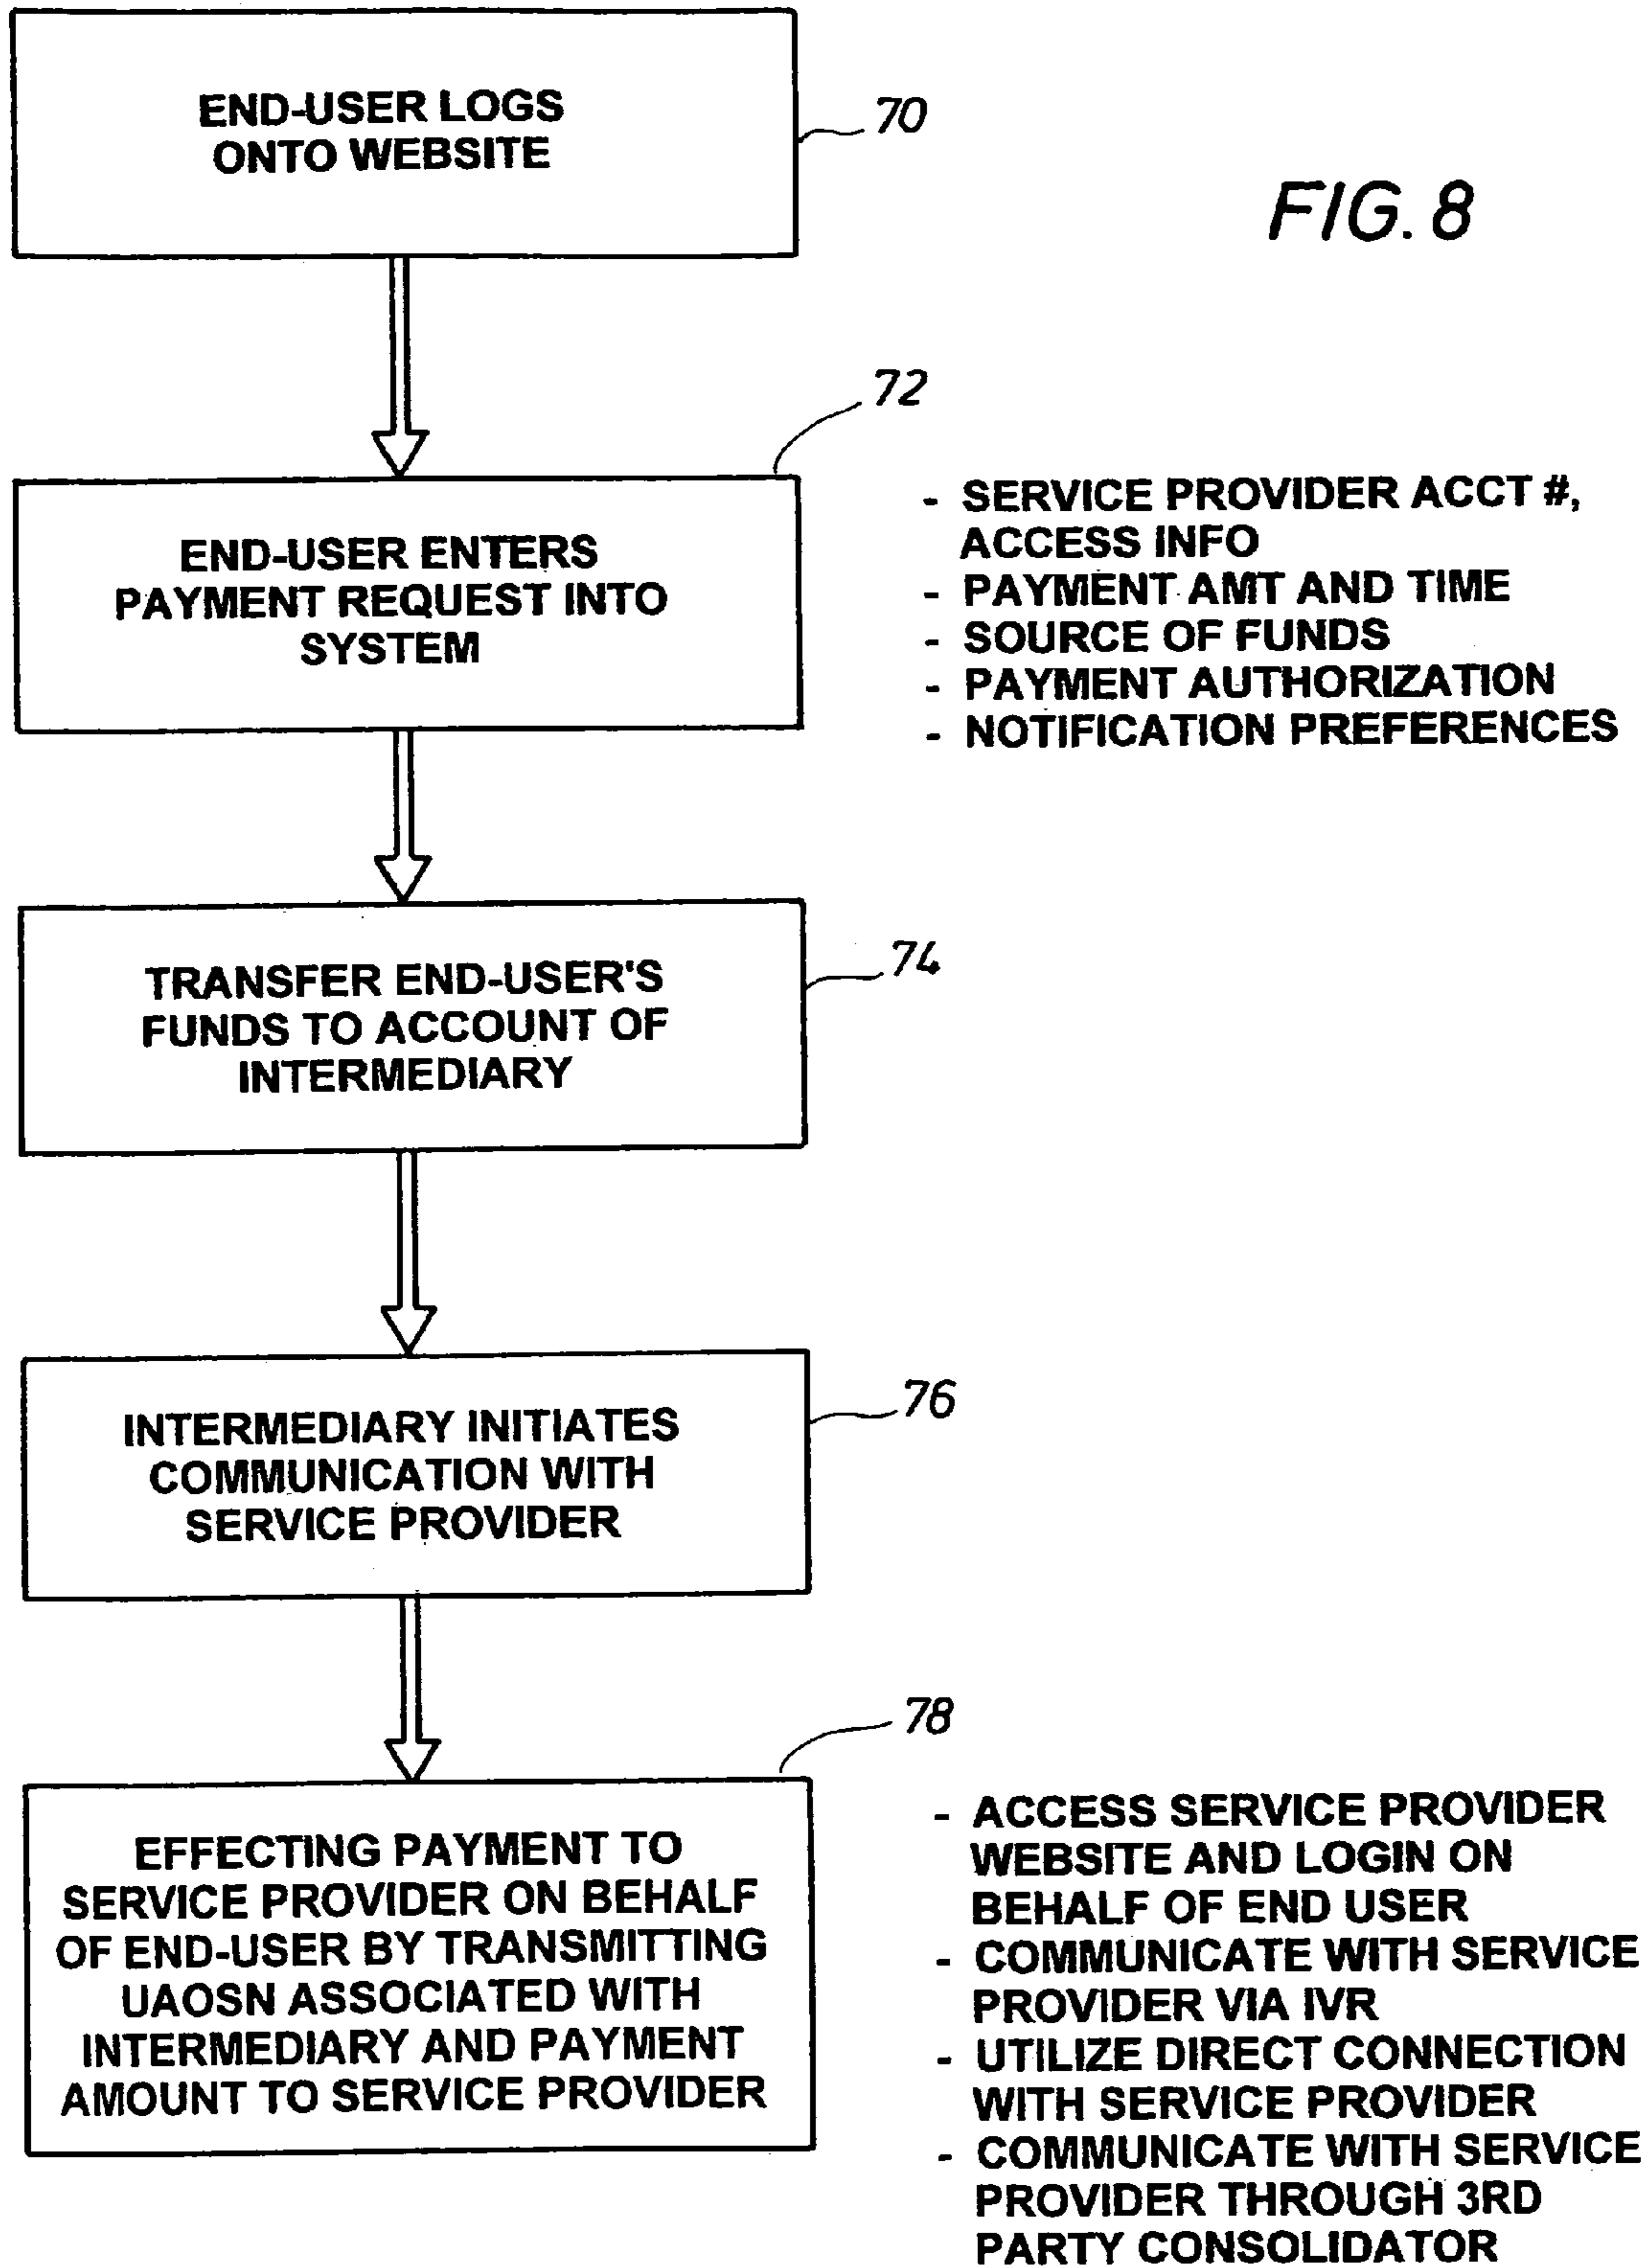 END-USER LOGS
ONTO WEBSITE
70
FIG. 8
72
END-USER ENTERS
PAYMENT REQUEST INTO
SYSTEM
- SERVICE PROVIDER ACCT #,
ACCESS INFO
- PAYMENT AMT AND TIME
- SOURCE OF FUNDS
- PAYMENT AUTHORIZATION
- NOTIFICATION PREFERENCES
74
TRANSFER END-USER'S
FUNDS TO ACCOUNT OF
INTERMEDIARY
76
INTERMEDIARY INITIATES
COMMUNICATION WITH
SERVICE PROVIDER
78
EFFECTING PAYMENT TO
SERVICE PROVIDER ON BEHALF
OF END-USER BY TRANSMITTING
UAOSN ASSOCIATED WITH
INTERMEDIARY AND PAYMENT
AMOUNT TO SERVICE PROVIDER
- ACCESS SERVICE PROVIDER
WEBSITE AND LOGIN ON
BEHALF OF END USER
- COMMUNICATE WITH SERVICE
PROVIDER VIA IVR
- UTILIZE DIRECT CONNECTION
WITH SERVICE PROVIDER
- COMMUNICATE WITH SERVICE
PROVIDER THROUGH 3RD
PARTY CONSOLIDATOR